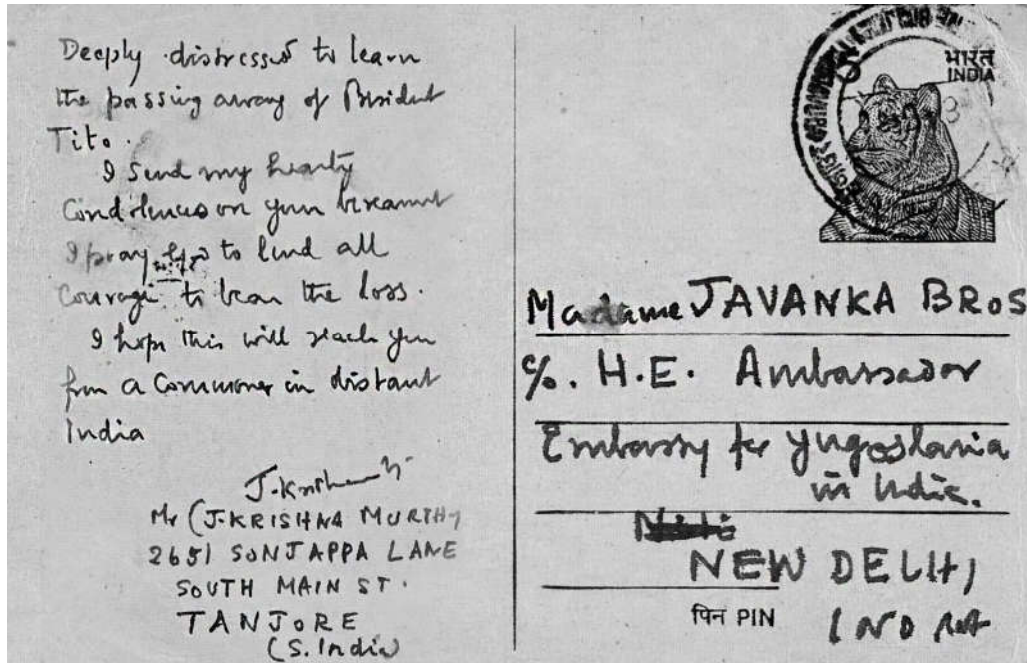 Deeply distressed to learn
the passing away of President
Tito.
I send my hearty
Condolences on your bereavement
I pray to lend all
Courage to bear the loss.
I hope this will reach you
from a Commoner in distant
India
J. Krishnamurthy
Mr (J. KRISHNA MURTHY
2651 SONJAPPA LANE
SOUTH MAIN ST.
TANJORE
(S. India)
भारत
INDIA
Madame JAVANKA BROS
c/o. H.E. Ambassador
Embassy for Yugoslavia
in India.
NEW DELHI
पिन PIN
INDIA